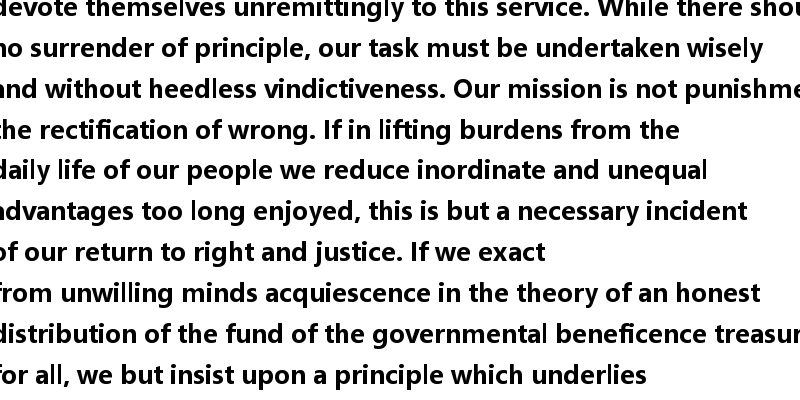 devote themselves unremittingly to this service. While there shou
no surrender of principle, our task must be undertaken wisely
and without heedless vindictiveness. Our mission is not punishme
the rectification of wrong. If in lifting burdens from the
daily life of our people we reduce inordinate and unequal
advantages too long enjoyed, this is but a necessary incident
of our return to right and justice. If we exact
from unwilling minds acquiescence in the theory of an honest
distribution of the fund of the governmental beneficence treasur
for all, we but insist upon a principle which underlies